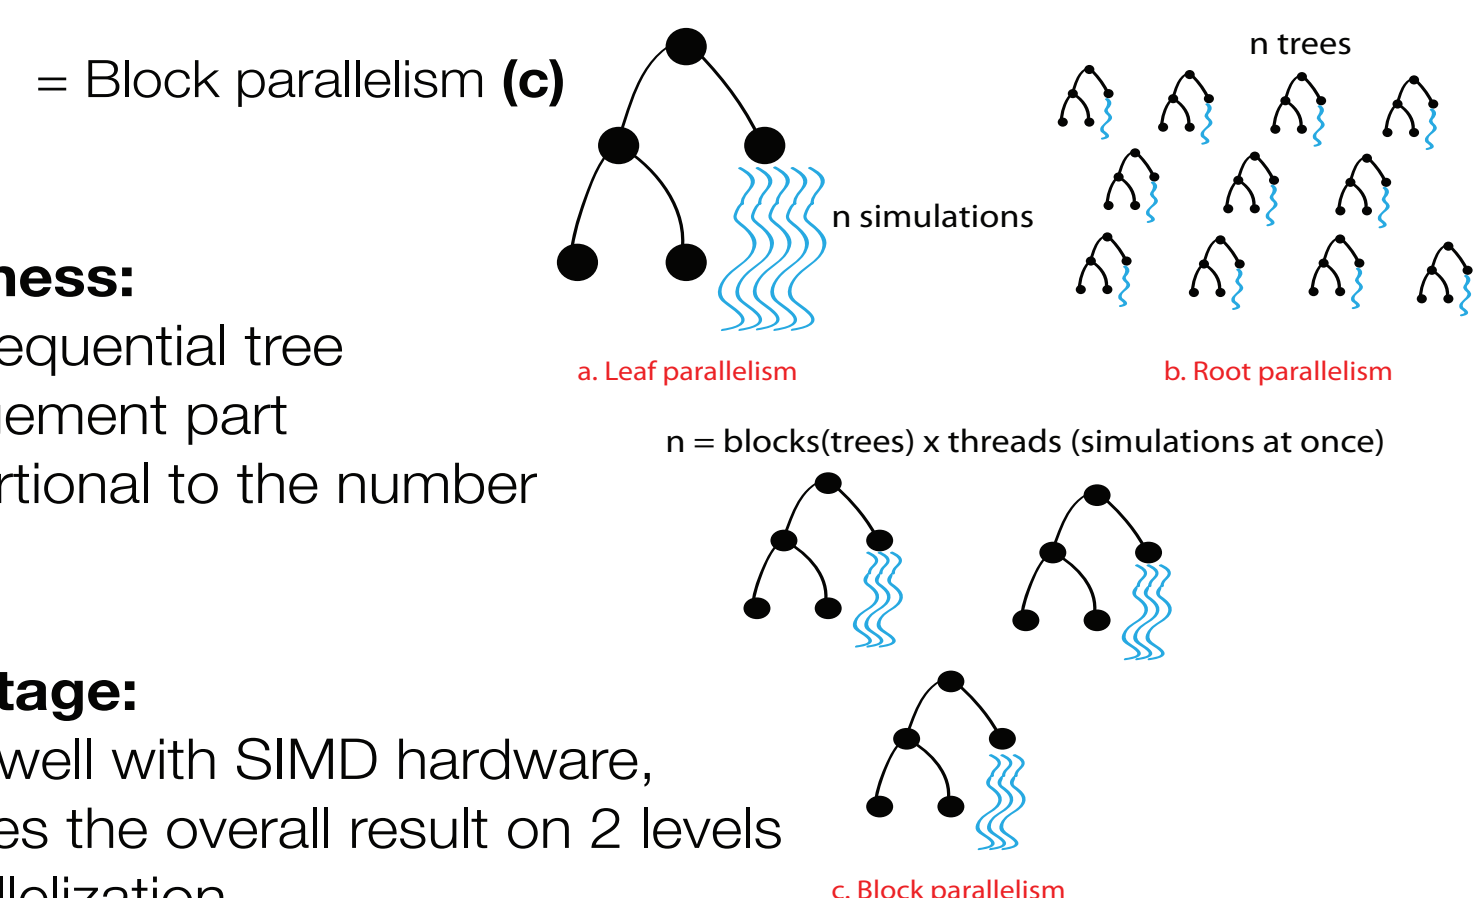 = Block parallelism (c)
ness:
equential tree
ement part
rtional to the number
tage:
well with SIMD hardware,
es the overall result on 2 levels
llelization
n trees
n simulations
a. Leaf parallelism
b. Root parallelism
n = blocks(trees) x threads (simulations at once)
c. Block parallelism